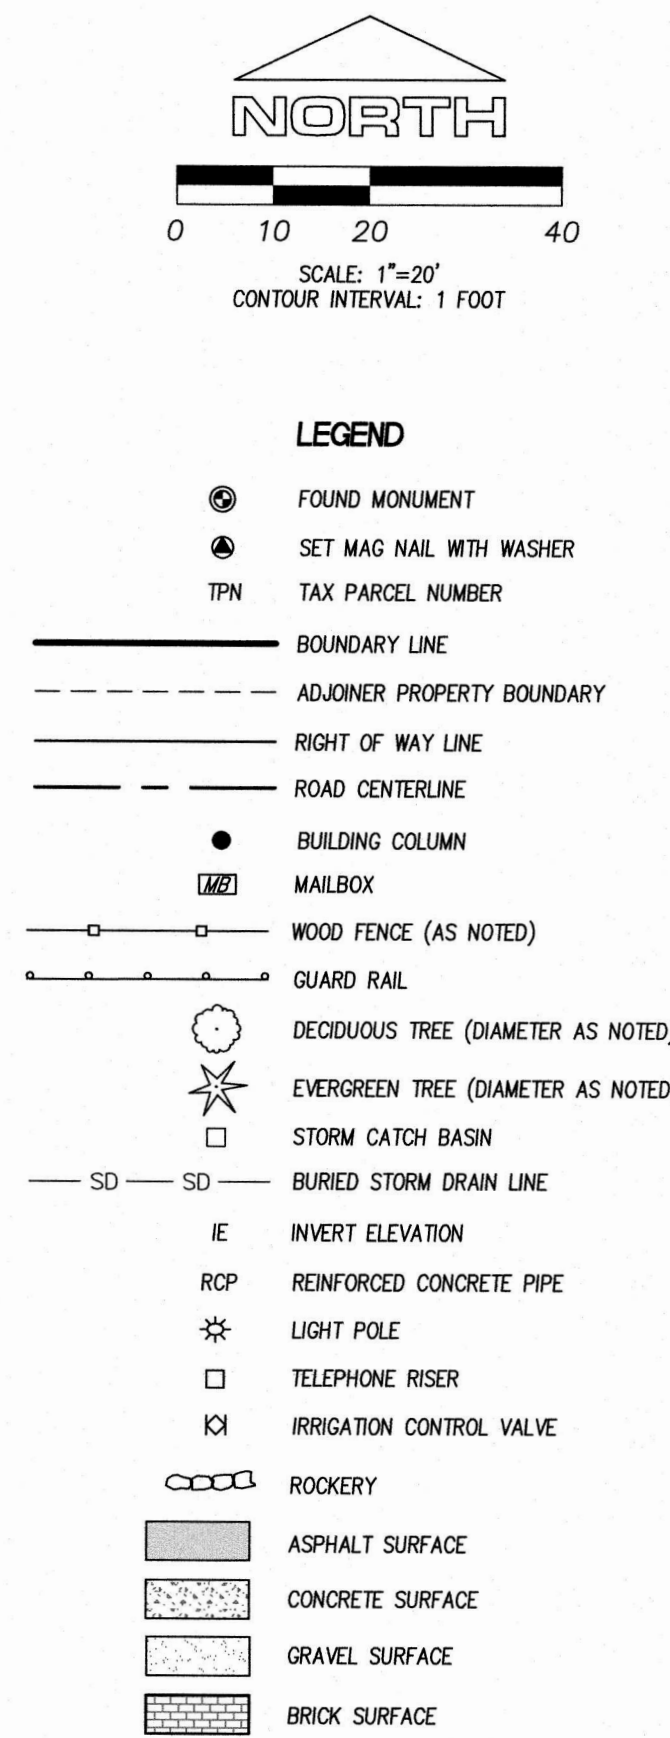 NORTH
0 10 20 40
SCALE: 1"=20'
CONTOUR INTERVAL: 1 FOOT
LEGEND
FOUND MONUMENT
SET MAG NAIL WITH WASHER
TPN TAX PARCEL NUMBER
BOUNDARY LINE
ADJOINER PROPERTY BOUNDARY
RIGHT OF WAY LINE
ROAD CENTERLINE
BUILDING COLUMN
MB MAILBOX
WOOD FENCE (AS NOTED)
GUARD RAIL
DECIDUOUS TREE (DIAMETER AS NOTED)
EVERGREEN TREE (DIAMETER AS NOTED
STORM CATCH BASIN
SD SD BURIED STORM DRAIN LINE
IE INVERT ELEVATION
RCP REINFORCED CONCRETE PIPE
LIGHT POLE
TELEPHONE RISER
IRRIGATION CONTROL VALVE
ROCKERY
ASPHALT SURFACE
CONCRETE SURFACE
GRAVEL SURFACE
BRICK SURFACE